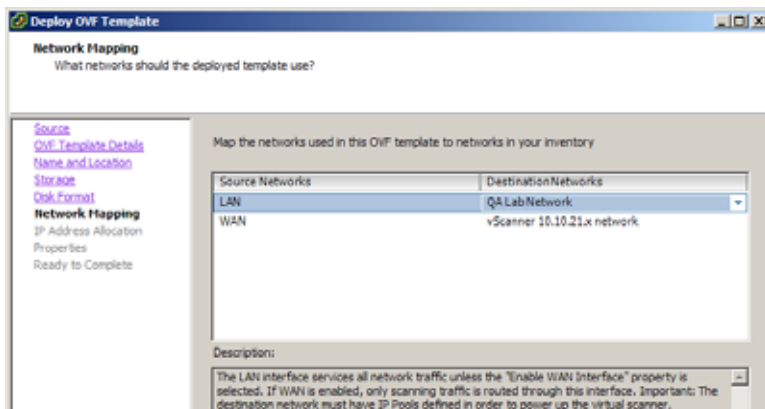 Deploy OVF Template
Network Mapping
What networks should the deployed template use?
Source
OVF Template Details
Name and Location
Storage
Disk Format
Network Mapping
IP Address Allocation
Properties
Ready to Complete
Map the networks used in this OVF template to networks in your inventory
Source Networks DestinationNetworks
LAN QA LabNetwork
WAN vScanner 10.10.21.x network
Description:
The LAN interface services all network traffic unless the "Enable WAN Interface" property is
selected. If WAN is enabled, only scanning traffic is routed through this interface. Important: The
destination network must have IP Pools defined in order to power up the virtual scanner.